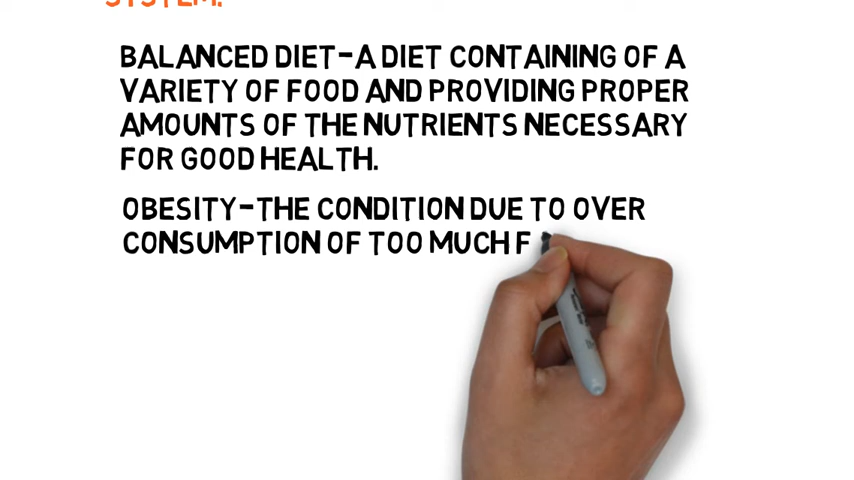 SYSTEM.
BALANCED DIET-A DIET CONTAINING OF A
VARIETY OF FOOD AND PROVIDING PROPER
AMOUNTS OF THE NUTRIENTS NECESSARY
FOR GOOD HEALTH.
OBESITY-THE CONDITION DUE TO OVER
CONSUMPTION OF TOO MUCH F